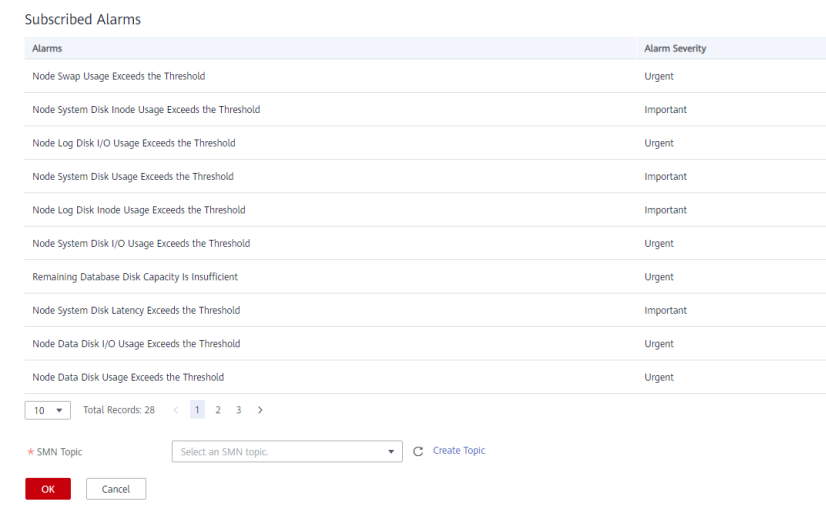 Subscribed Alarms
Alarms Alarm Severity
Node Swap Usage Exceeds the Threshold Urgent
Node System Disk Inode Usage Exceeds the Threshold Important
Node Log Disk I/O Usage Exceeds the Threshold Urgent
Node System Disk Usage Exceeds the Threshold Important
Node Log Disk Inode Usage Exceeds the Threshold Important
Node System Disk I/O Usage Exceeds the Threshold Urgent
Remaining Database Disk Capacity Is Insufficient Urgent
Node System Disk Latency Exceeds the Threshold Important
Node Data Disk I/O Usage Exceeds the Threshold Urgent
Node Data Disk Usage Exceeds the Threshold Urgent
10 Total Records: 28 < 1 2 3 >
* SMN Topic Select an SMN topic. Create Topic
OK Cancel